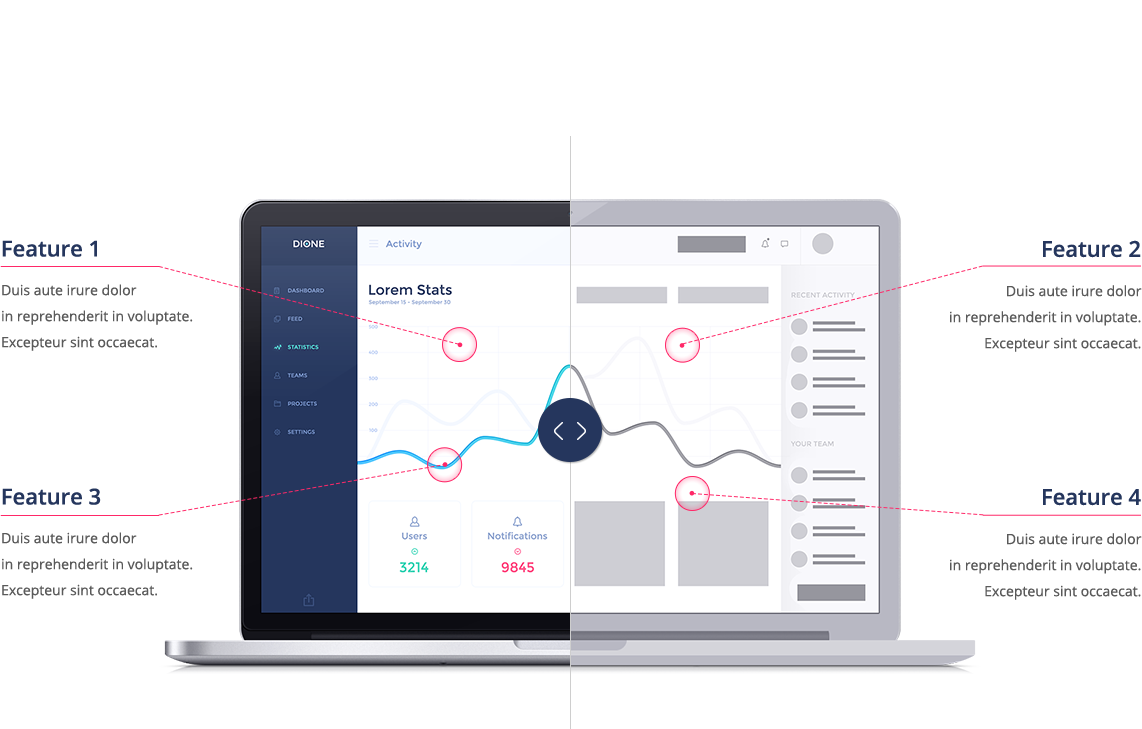 Feature 1
Duis aute irure dolor
in reprehenderit in voluptate.
Excepteur sint occaecat.
Feature 3
Duis aute irure dolor
in reprehenderit in voluptate.
Excepteur sint occaecat.
DIONE
DASHBOARD
FEED
STATISTICS
TEAMS
PROJECTS
SETTINGS
Activity
Lorem Stats
September 15 - September 30
500
400
300
200
100
Users
3214
Notifications
9845
RECENT ACTIVITY
YOUR TEAM
Feature 2
Duis aute irure dolor
in reprehenderit in voluptate.
Excepteur sint occaecat.
Feature 4
Duis aute irure dolor
in reprehenderit in voluptate.
Excepteur sint occaecat.